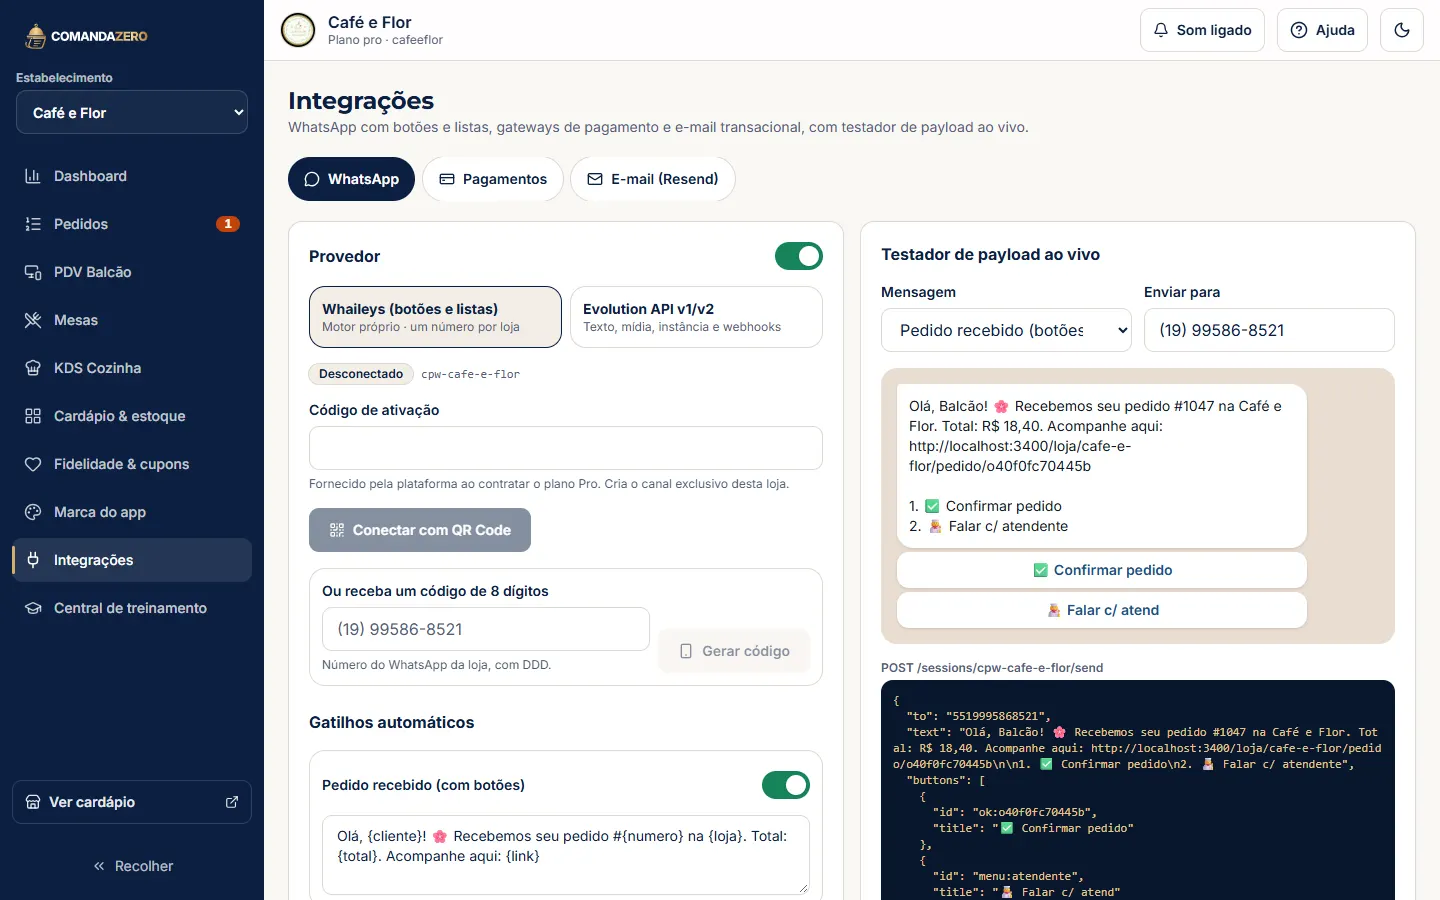 COMANDAZERO
Estabelecimento
Café e Flor
Dashboard
Pedidos
1
PDV Balcão
Mesas
KDS Cozinha
Cardápio & estoque
Fidelidade & cupons
Marca do app
Integrações
Central de treinamento
Ver cardápio
Recolher
Café e Flor
Plano pro · cafeeflor
Som ligado
Ajuda
Integrações
WhatsApp com botões e listas, gateways de pagamento e e-mail transacional, com testador de payload ao vivo.
WhatsApp
Pagamentos
E-mail (Resend)
Provedor
Whaileys (botões e listas)
Motor próprio · um número por loja
Evolution API v1/v2
Texto, mídia, instância e webhooks
Desconectado
cpw-cafe-e-flor
Código de ativação
Fornecido pela plataforma ao contratar o plano Pro. Cria o canal exclusivo desta loja.
Conectar com QR Code
Ou receba um código de 8 dígitos
(19) 99586-8521
Número do WhatsApp da loja, com DDD.
Gerar código
Gatilhos automáticos
Pedido recebido (com botões)
Olá, {cliente}! 🌸 Recebemos seu pedido #{numero} na {loja}. Total:
{total}. Acompanhe aqui: {link}
Testador de payload ao vivo
Mensagem
Enviar para
Pedido recebido (botões
(19) 99586-8521
Olá, Balcão! 🌸 Recebemos seu pedido #1047 na Café e
Flor. Total: R$ 18,40. Acompanhe aqui:
http://localhost:3400/loja/cafe-e-
flor/pedido/o40f0fc70445b
1. ✅ Confirmar pedido
2. 👩‍🌾 Falar c/ atendente
✅ Confirmar pedido
👩‍🌾 Falar c/ atend
POST /sessions/cpw-cafe-e-flor/send
{
"to": "5519995868521",
"text": "Olá, Balcão! 🌸 Recebemos seu pedido #1047 na Café e Flor. Tot
al: R$ 18,40. Acompanhe aqui: http://localhost:3400/loja/cafe-e-flor/pedid
o/o40f0fc70445b\n\n1. ✅ Confirmar pedido\n2. 👩‍🌾 Falar c/ atendente",
"buttons": [
{
"id": "ok:o40f0fc70445b",
"title": "✅ Confirmar pedido"
},
{
"id": "menu:atendente",
"title": "👩‍🌾 Falar c/ atend"